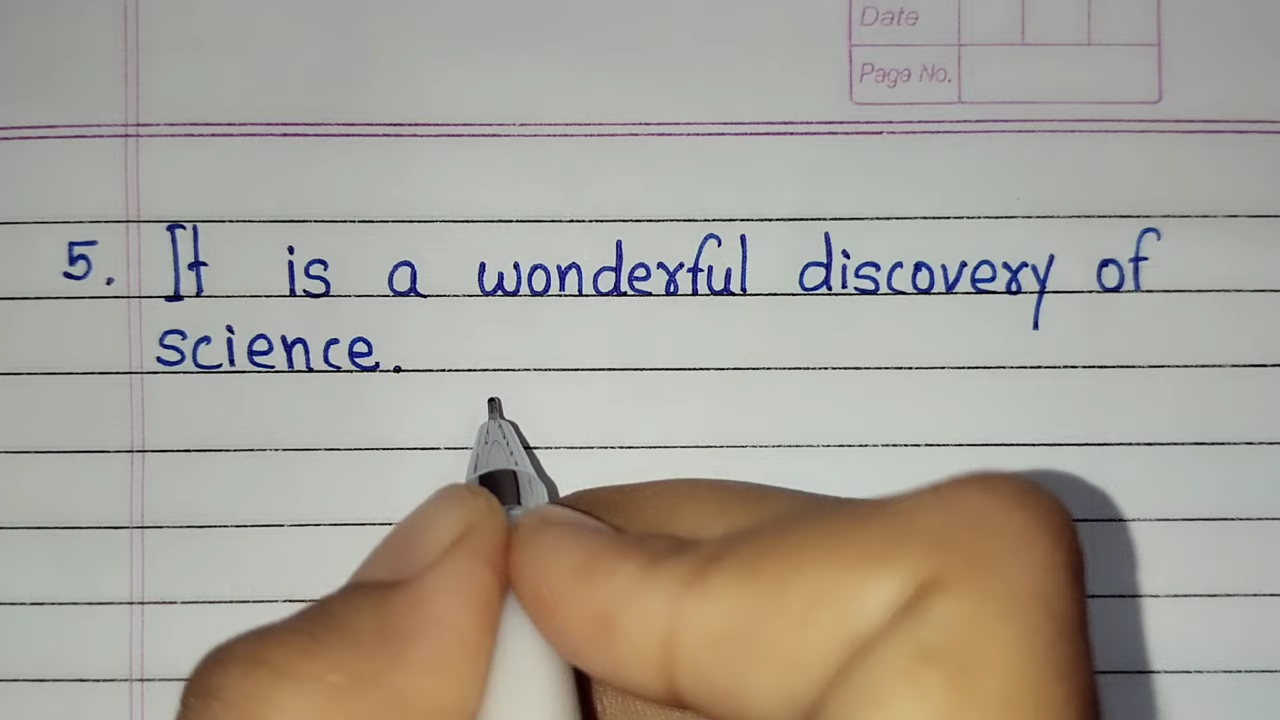 Date
Page No.
5. It is a wonderful discovery of
science.